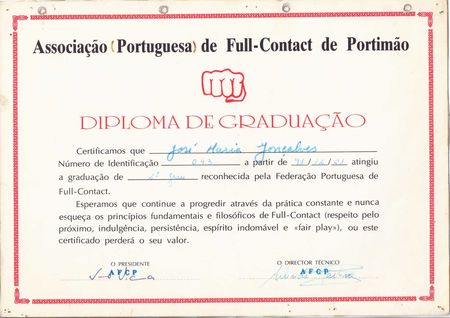 Associação (Portuguesa) de Full-Contact de Portimão
DIPLOMA DE GRADUAÇÃO
Certificamos que José Maria Gonçalves
Número de Identificação 043 a partir de atingiu
a graduação de reconhecida pela Federação Portuguesa de
Full-Contact.
Esperamos que continue a progredir através da prática constante e nunca
esqueça os princípios fundamentais e filosóficos de Full-Contact (respeito pelo
próximo, indulgência, persistência, espírito indomável e «fair play»), ou este
certificado perderá o seu valor.
O PRESIDENTE O DIRECTOR TÉCNICO
AFCP AFCP